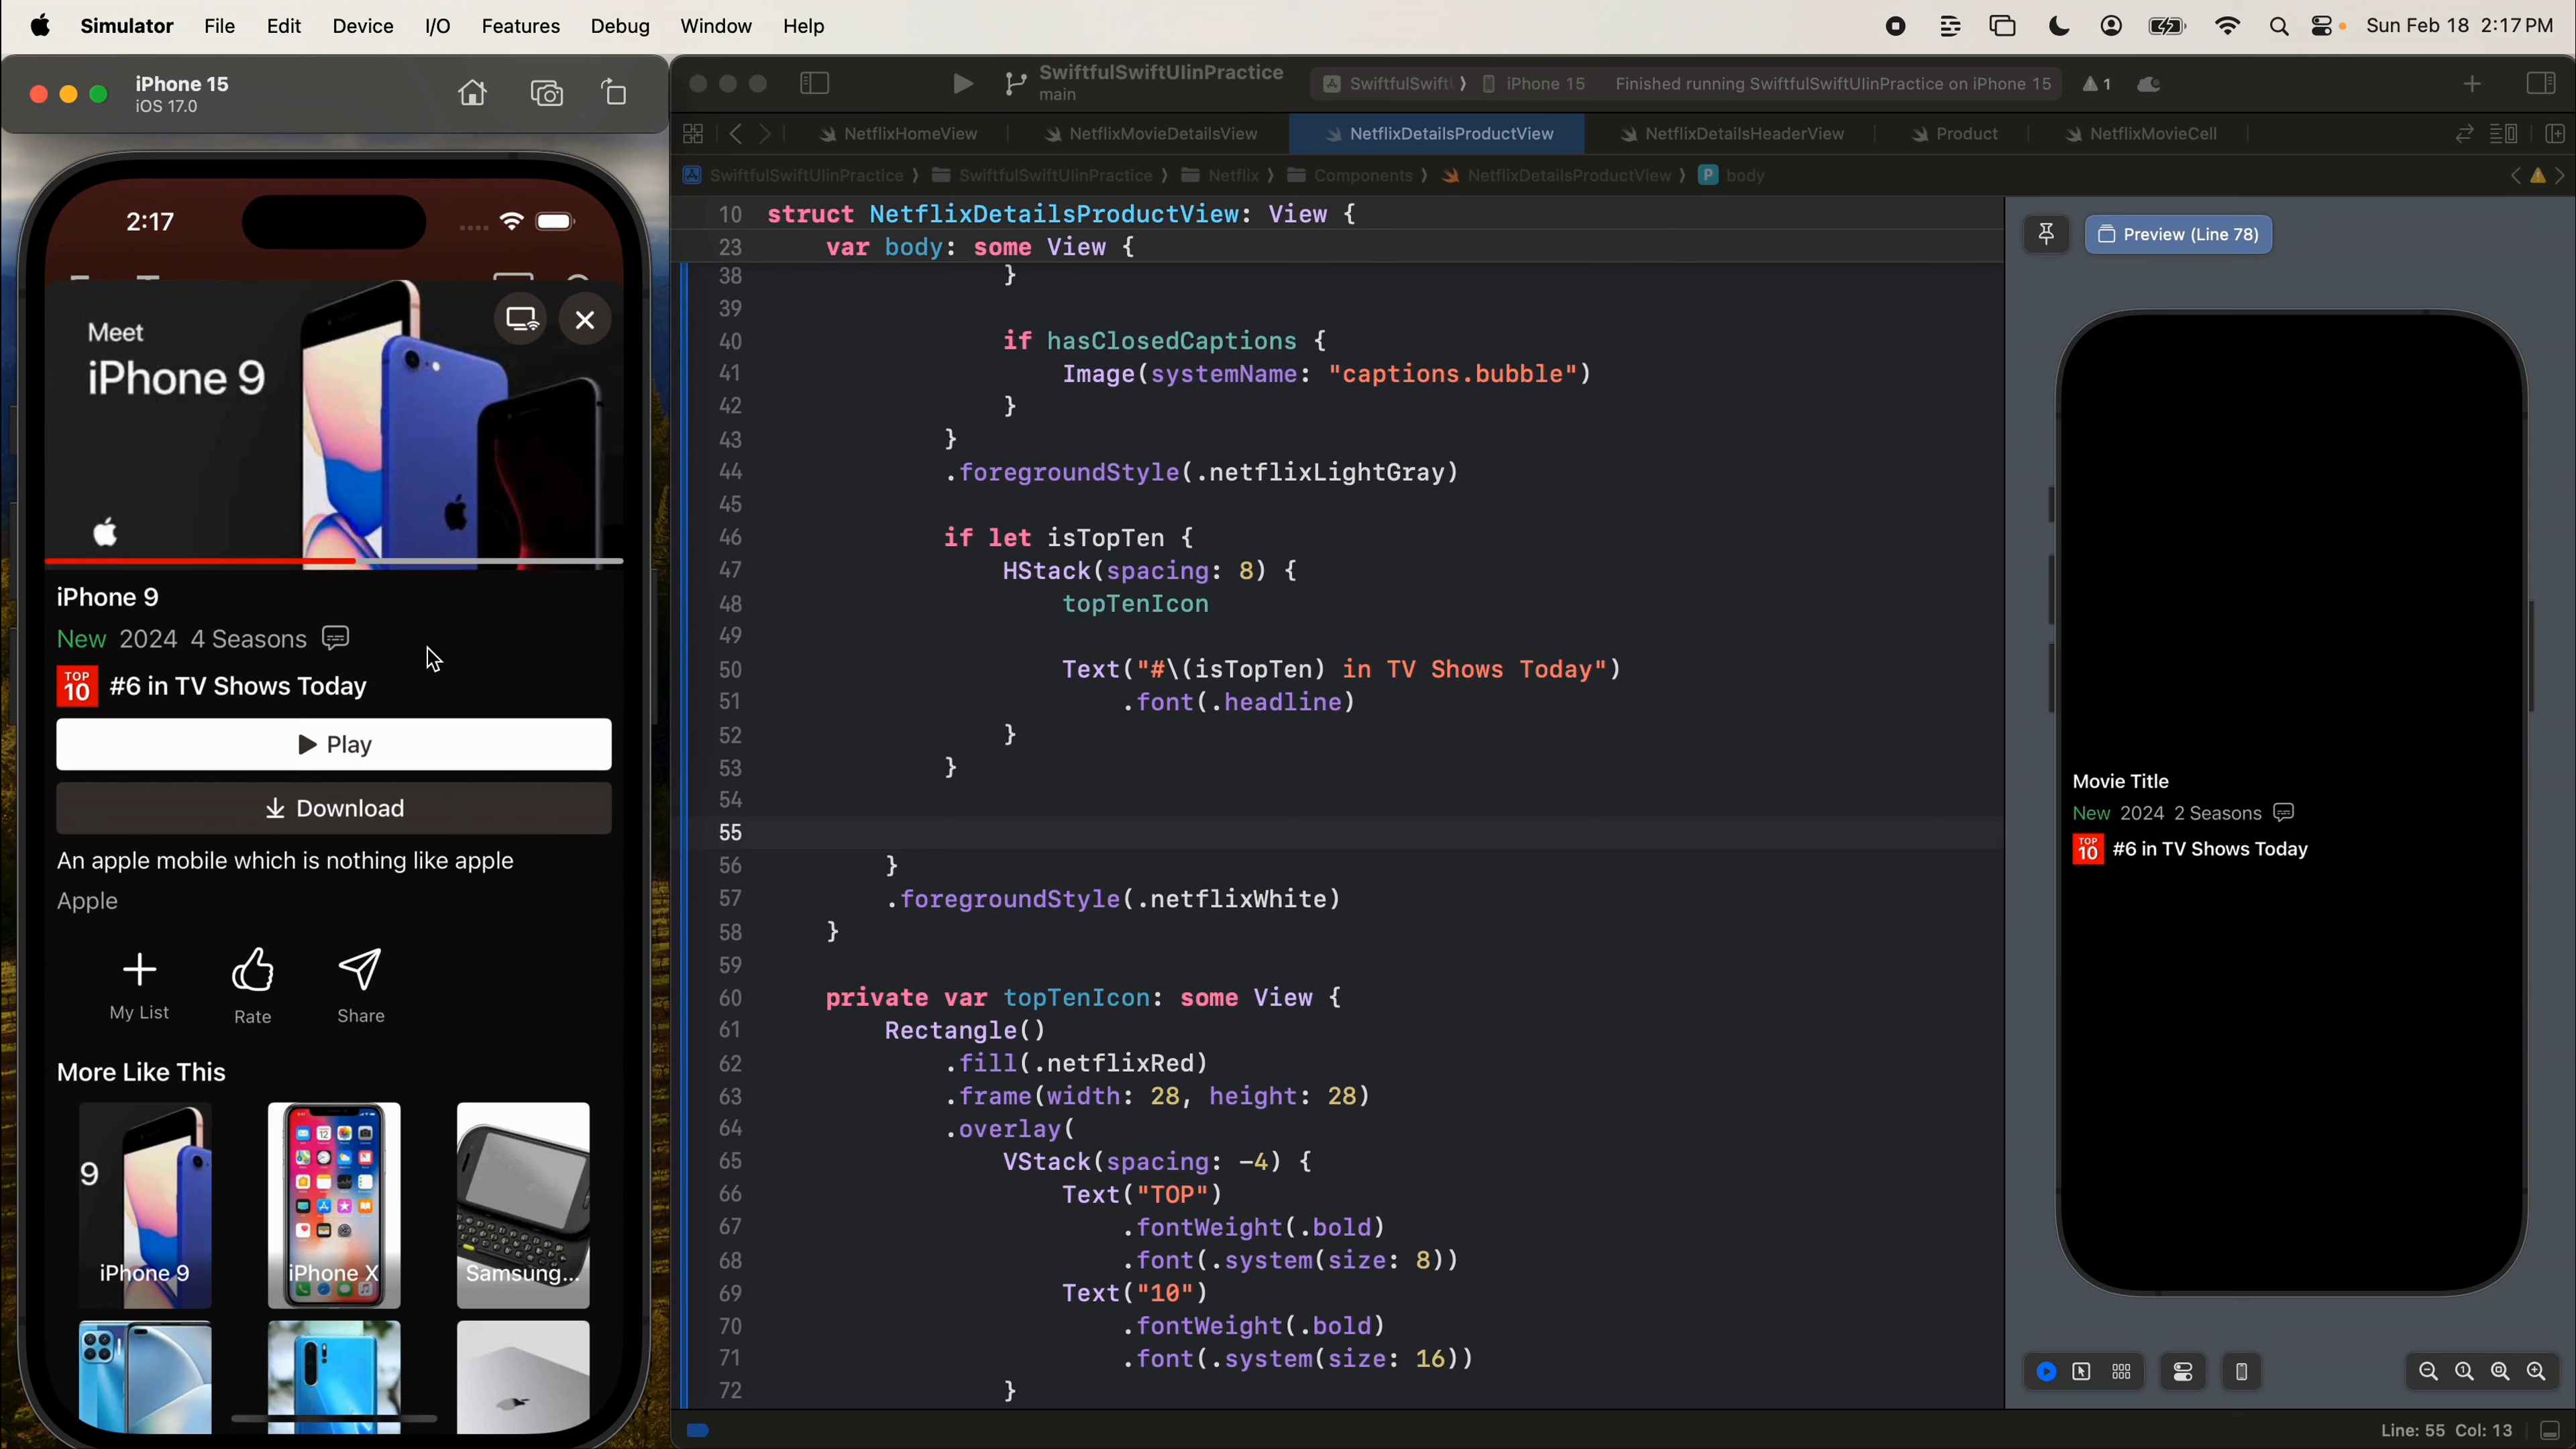 Simulator File Edit Device I/O Features Debug Window Help
Sun Feb 18 2:17 PM
iPhone 15
iOS 17.0
2:17
Meet
iPhone 9
iPhone 9
New 2024 4 Seasons
TOP
10
#6 in TV Shows Today
Play
Download
An apple mobile which is nothing like apple
Apple
My List Rate Share
More Like This
9
iPhone 9
iPhone X
Samsung...
SwiftfulSwiftUIinPractice
main
SwiftfulSwiftU iPhone 15 Finished running SwiftfulSwiftUIinPractice on iPhone 15 1
NetflixHomeView NetflixMovieDetailsView NetflixDetailsProductView NetflixDetailsHeaderView Product NetflixMovieCell
SwiftfulSwiftUIinPractice SwiftfulSwiftUIinPractice Netflix Components NetflixDetailsProductView P body
10 struct NetflixDetailsProductView: View {
23 var body: some View {
38 }
39
40 if hasClosedCaptions {
41 Image(systemName: "captions.bubble")
42 }
43 }
44 .foregroundStyle(.netflixLightGray)
45
46 if let isTopTen {
47 HStack(spacing: 8) {
48 topTenIcon
49
50 Text("#\(isTopTen) in TV Shows Today")
51 .font(.headline)
52 }
53 }
54
55
56 }
57 .foregroundStyle(.netflixWhite)
58 }
59
60 private var topTenIcon: some View {
61 Rectangle()
62 .fill(.netflixRed)
63 .frame(width: 28, height: 28)
64 .overlay(
65 VStack(spacing: -4) {
66 Text("TOP")
67 .fontWeight(.bold)
68 .font(.system(size: 8))
69 Text("10")
70 .fontWeight(.bold)
71 .font(.system(size: 16))
72 }
Preview (Line 78)
Movie Title
New 2024 2 Seasons
TOP
10
#6 in TV Shows Today
Line: 55 Col: 13